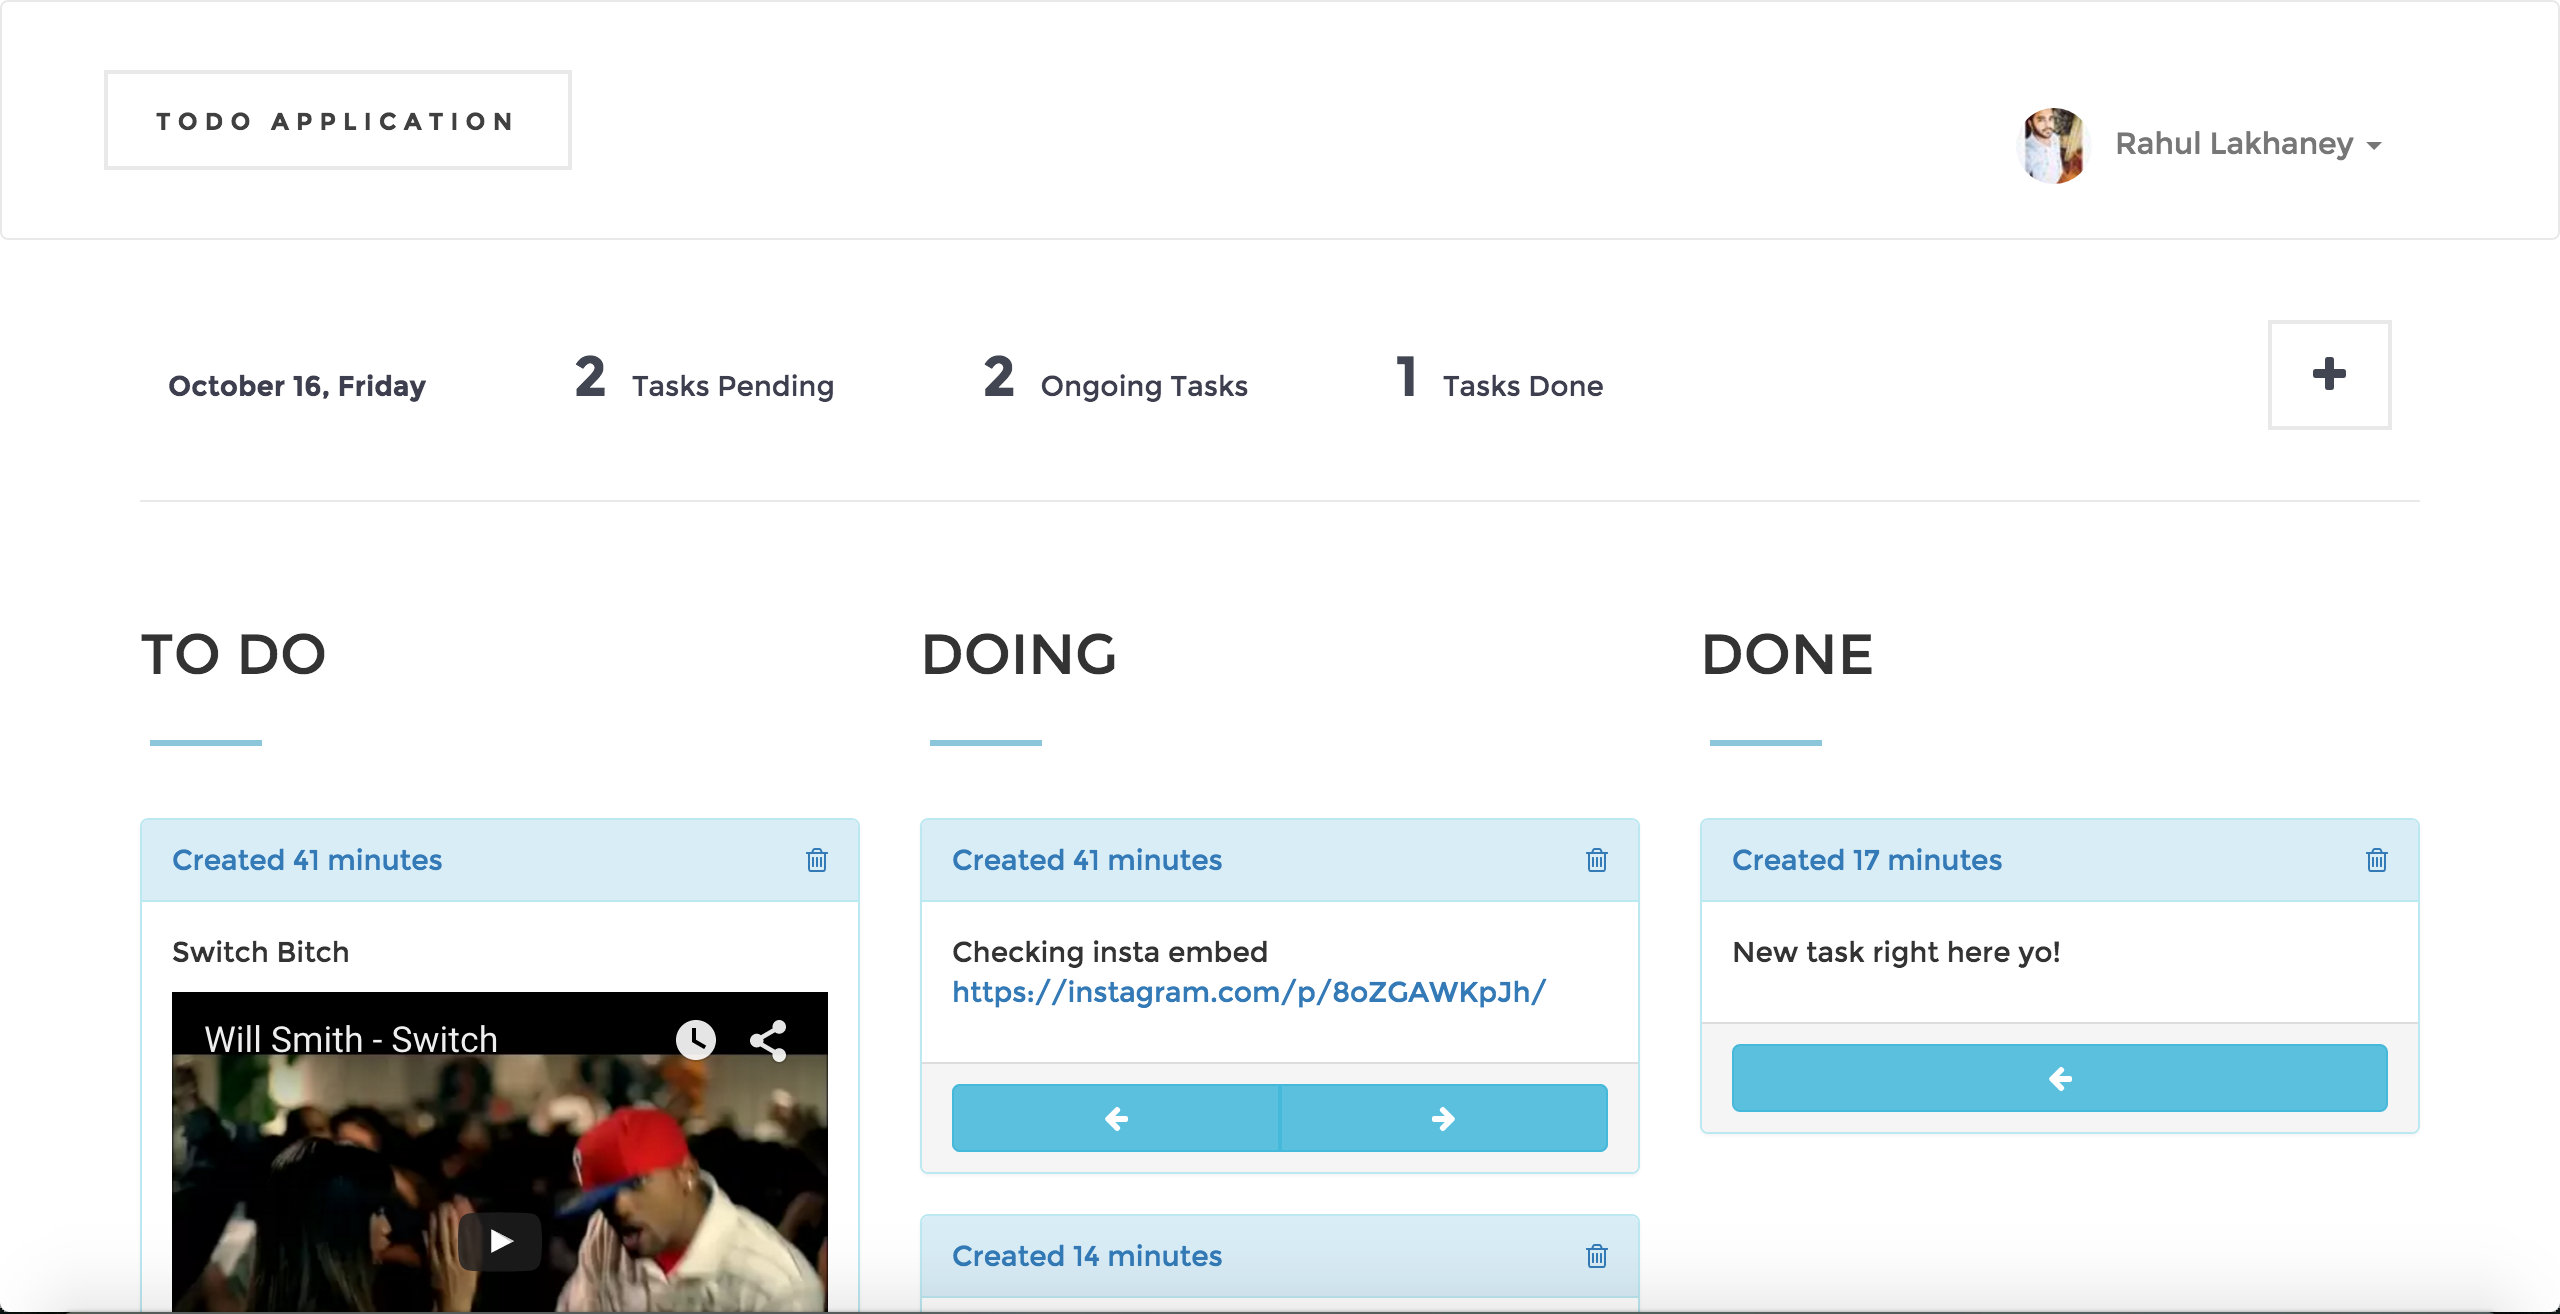 TODO APPLICATION
Rahul Lakhaney
October 16, Friday
2 Tasks Pending
2 Ongoing Tasks
1 Tasks Done
TO DO
DOING
DONE
Created 41 minutes
Switch Bitch
Will Smith - Switch
Created 41 minutes
Checking insta embed
https://instagram.com/p/8oZGAWKpJh/
Created 14 minutes
Created 17 minutes
New task right here yo!